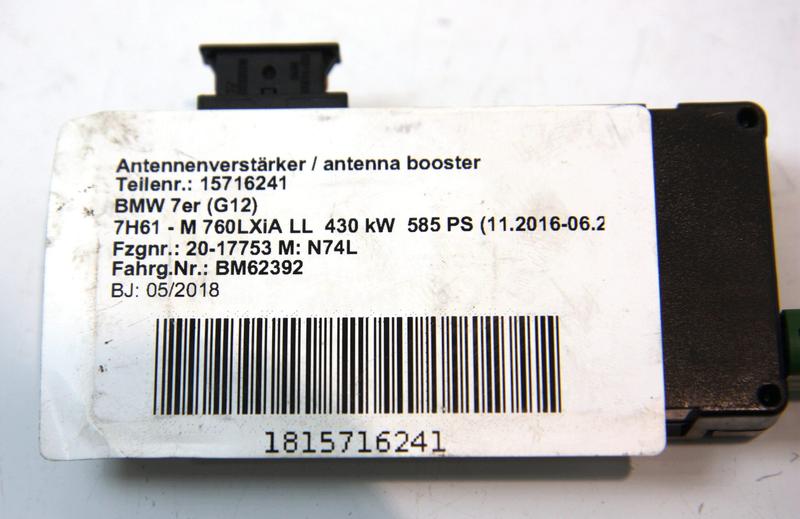 Antennenverstärker / antenna booster
Teilenr.: 15716241
BMW 7er (G12)
7H61 - M 760LXiA LL 430 kW 585 PS (11.2016-06.2
Fzgnr.: 20-17753 M: N74L
Fahrg.Nr.: BM62392
BJ: 05/2018
1815716241